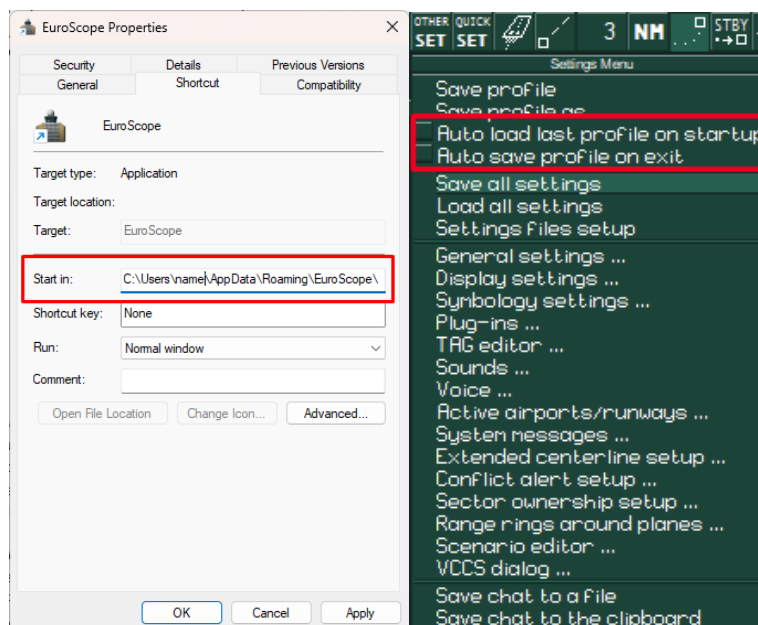 EuroScope Properties
Security Details Previous Versions
General Shortcut Compatibility
EuroScope
Target type: Application
Target location:
Target: EuroScope
Start in: C:\Users\name\AppData\Roaming\EuroScope\
Shortcut key: None
Run: Normal window
Comment:
Open File Location Change Icon... Advanced...
OK Cancel Apply
OTHER SET QUICK SET 3 NM STBY
Settings Menu
Save profile
Save profile as
Auto load last profile on startup
Auto save profile on exit
Save all settings
Load all settings
Settings files setup
General settings ...
Display settings ...
Symbology settings ...
Plug-ins ...
TAG editor ...
Sounds ...
Voice ...
Active airports/runways ...
System messages ...
Extended centerline setup ...
Conflict alert setup ...
Sector ownership setup ...
Range rings around planes ...
Scenario editor ...
VCCS dialog ...
Save chat to a file
Save chat to the clipboard